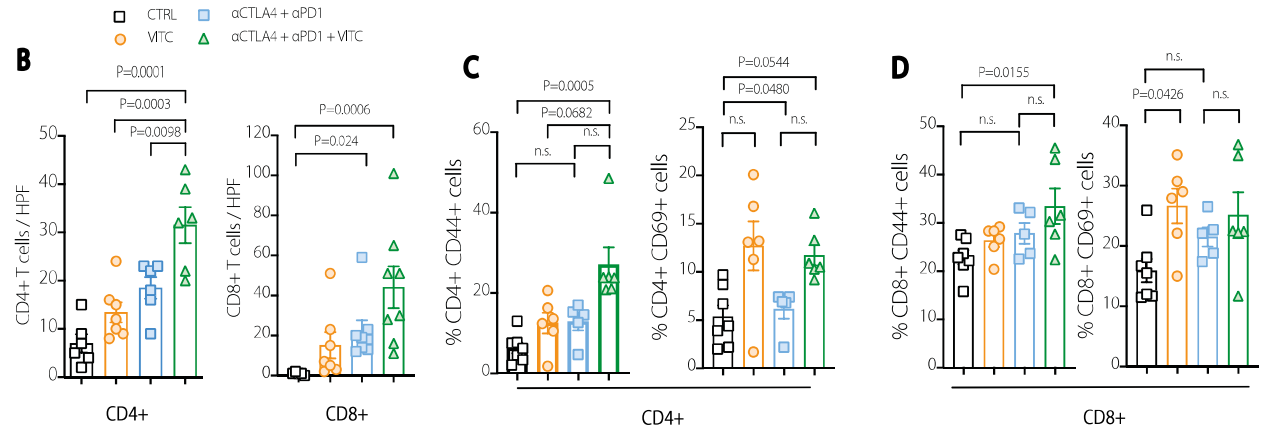 CTRL
αCTLA4 + αPD1
VITC
αCTLA4 + αPD1 + VITC
B
P=0.0001
P=0.0003
P=0.0098
50
40
30
20
10
0
CD4+ T cells / HPF
CD4+
P=0.0006
P=0.024
120
100
80
60
40
20
0
CD8+ T cells / HPF
CD8+
C
P=0.0005
P=0.0682
n.s.
n.s.
60
40
20
0
% CD4+ CD44+ cells
P=0.0544
P=0.0480
n.s.
n.s.
25
20
15
10
5
0
% CD4+ CD69+ cells
CD4+
D
P=0.0155
n.s.
n.s.
50
40
30
20
10
0
% CD8+ CD44+ cells
n.s.
P=0.0426
n.s.
40
30
20
10
0
% CD8+ CD69+ cells
CD8+